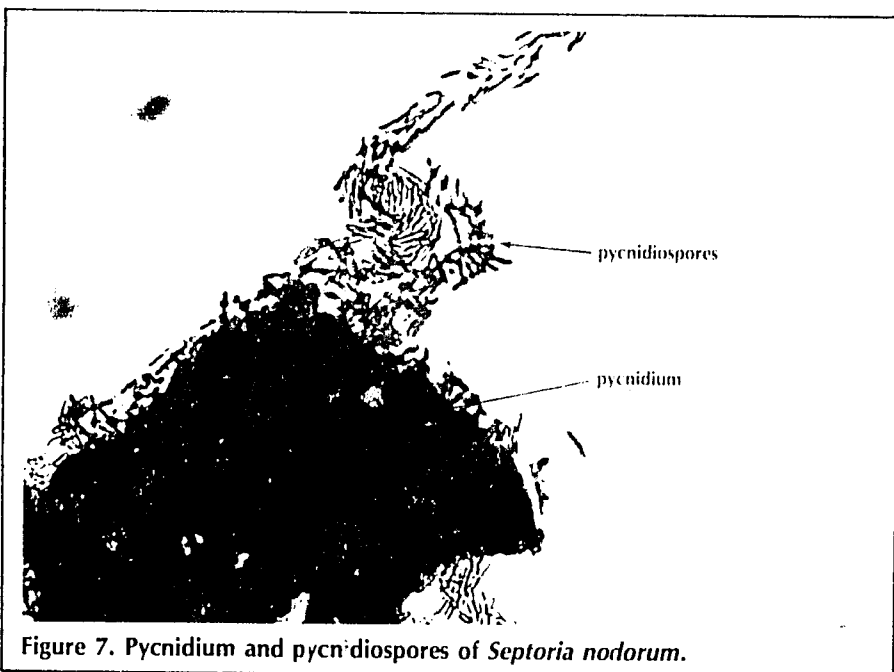 pycnidiospores
pycnidium
Figure 7. Pycnidium and pycnidiospores of Septoria nodorum.